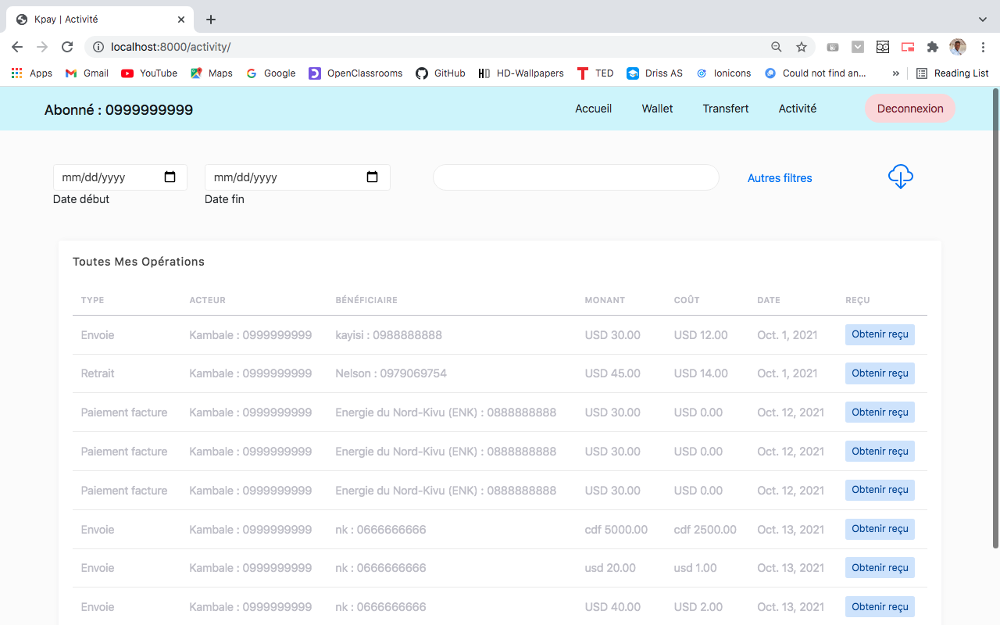 Kpay | Activité
localhost:8000/activity/
Apps Gmail YouTube Maps Google OpenClassrooms GitHub HD-Wallpapers TED Driss AS Ionicons Could not find an... » Reading List
Abonné : 0999999999 Accueil Wallet Transfert Activité Deconnexion
mm/dd/yyyy mm/dd/yyyy Autres filtres
Date début Date fin
Toutes Mes Opérations
TYPE ACTEUR BÉNÉFICIAIRE MONANT COÛT DATE REÇU
Envoie Kambale : 0999999999 kayisi : 0988888888 USD 30.00 USD 12.00 Oct. 1, 2021 Obtenir reçu
Retrait Kambale : 0999999999 Nelson : 0979069754 USD 45.00 USD 14.00 Oct. 1, 2021 Obtenir reçu
Paiement facture Kambale : 0999999999 Energie du Nord-Kivu (ENK) : 0888888888 USD 30.00 USD 0.00 Oct. 12, 2021 Obtenir reçu
Paiement facture Kambale : 0999999999 Energie du Nord-Kivu (ENK) : 0888888888 USD 30.00 USD 0.00 Oct. 12, 2021 Obtenir reçu
Paiement facture Kambale : 0999999999 Energie du Nord-Kivu (ENK) : 0888888888 USD 30.00 USD 0.00 Oct. 12, 2021 Obtenir reçu
Envoie Kambale : 0999999999 nk : 0666666666 cdf 5000.00 cdf 2500.00 Oct. 13, 2021 Obtenir reçu
Envoie Kambale : 0999999999 nk : 0666666666 usd 20.00 usd 1.00 Oct. 13, 2021 Obtenir reçu
Envoie Kambale : 0999999999 nk : 0666666666 USD 40.00 USD 2.00 Oct. 13, 2021 Obtenir reçu